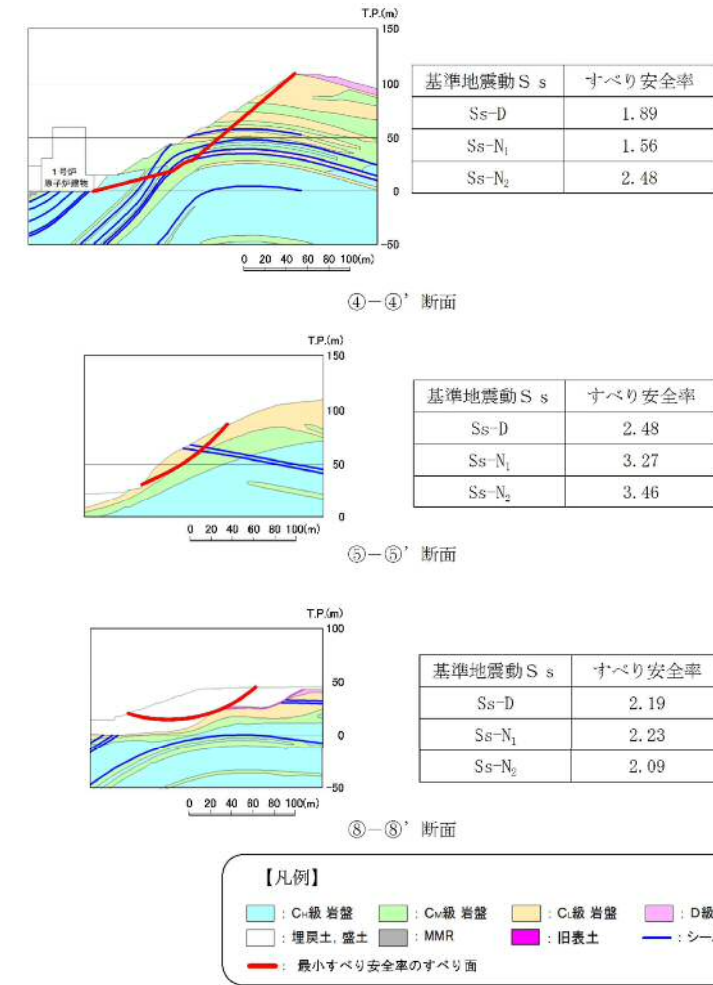 T.P.(m)
150
100
50
0
-50
1号炉
原子炉建物
0 20 40 60 80 100(m)
基準地震動Ｓｓ すべり安全率
Ss-D 1.89
Ss-N₁ 1.56
Ss-N₂ 2.48
④－④’断面
T.P.(m)
150
100
50
0
0 20 40 60 80 100(m)
基準地震動Ｓｓ すべり安全率
Ss-D 2.48
Ss-N₁ 3.27
Ss-N₂ 3.46
⑤－⑤’断面
T.P.(m)
100
50
0
-50
0 20 40 60 80 100(m)
基準地震動Ｓｓ すべり安全率
Ss-D 2.19
Ss-N₁ 2.23
Ss-N₂ 2.09
⑧－⑧’断面
【凡例】
：CH級 岩盤 ：CM級 岩盤 ：CL級 岩盤 ：D級
：埋戻土, 盛土 ：MMR ：旧表土 ：シー
：最小すべり安全率のすべり面